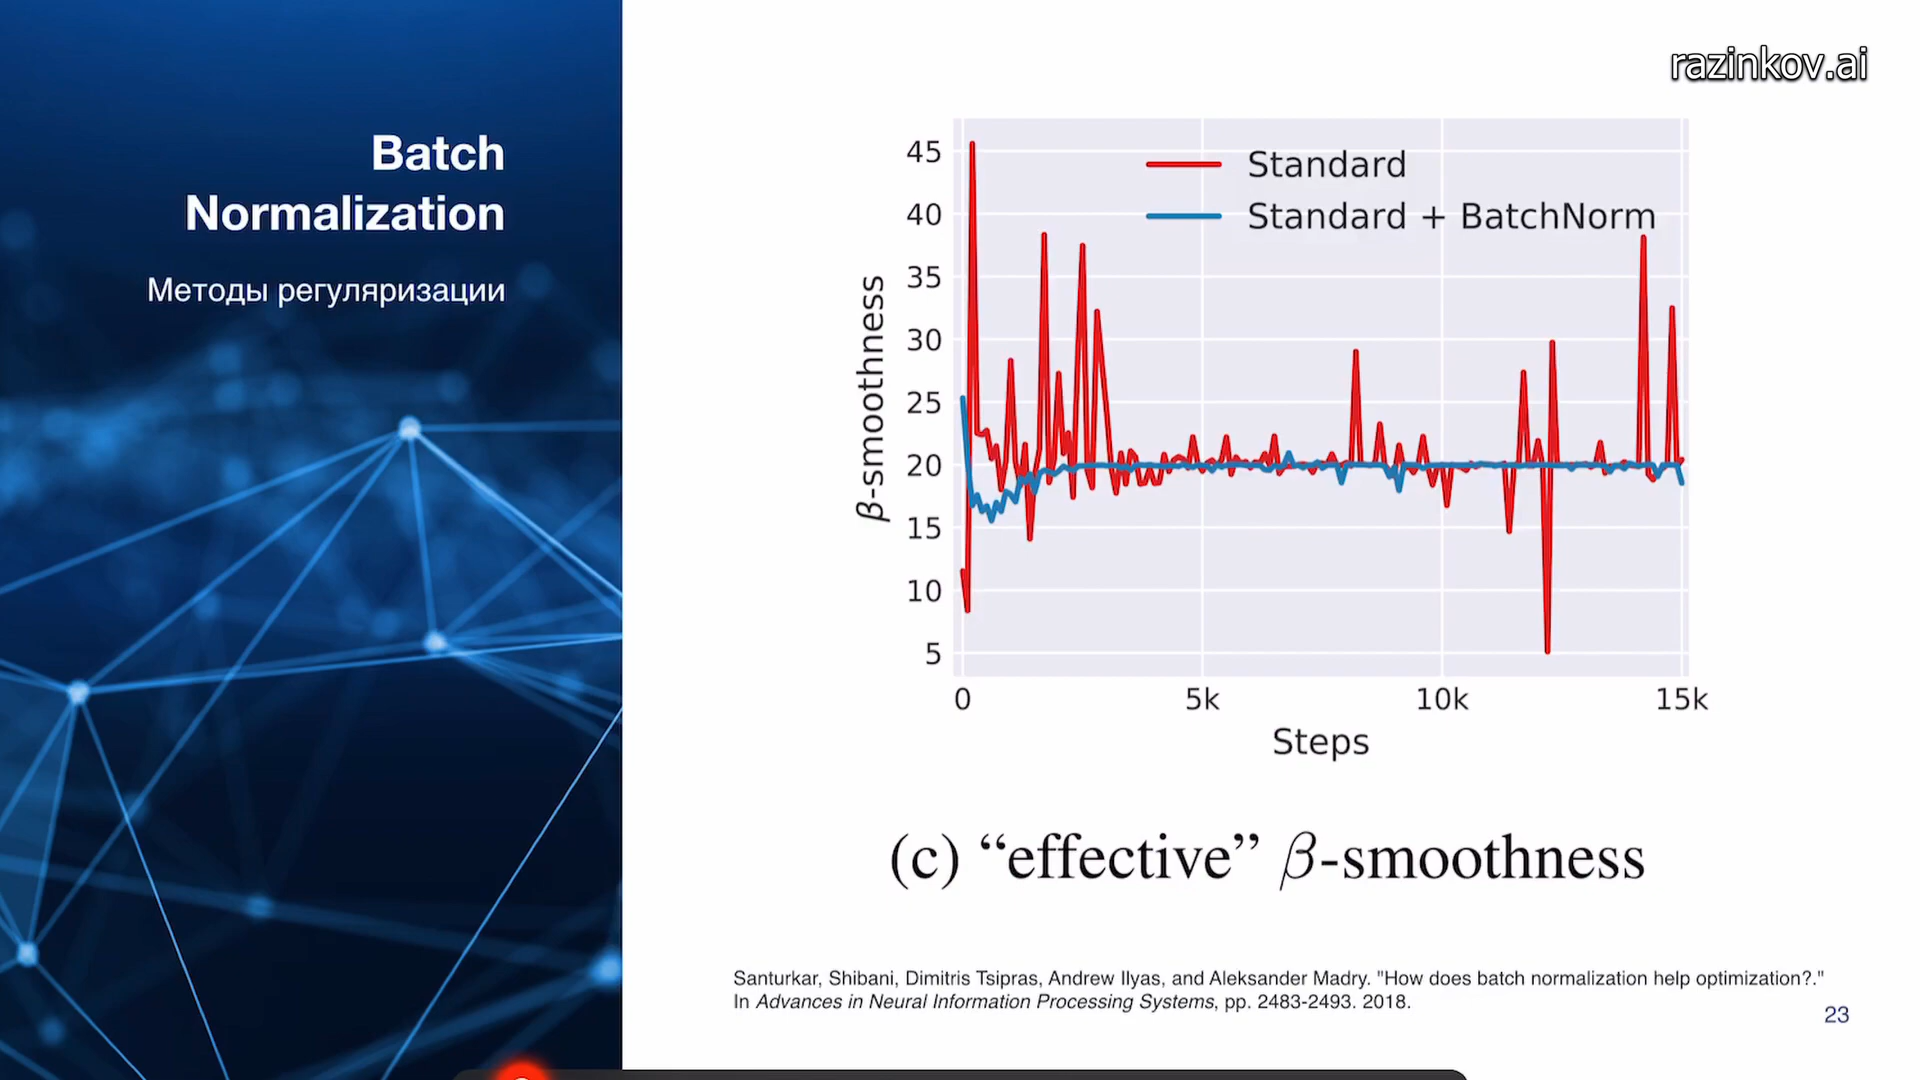 razinkov.ai
Batch
Normalization
Методы регуляризации
Standard
Standard + BatchNorm
β-smoothness
45
40
35
30
25
20
15
10
5
0
5k
10k
15k
Steps
(c) “effective” β-smoothness
Santurkar, Shibani, Dimitris Tsipras, Andrew Ilyas, and Aleksander Madry. "How does batch normalization help optimization?."
In Advances in Neural Information Processing Systems, pp. 2483-2493. 2018.
23